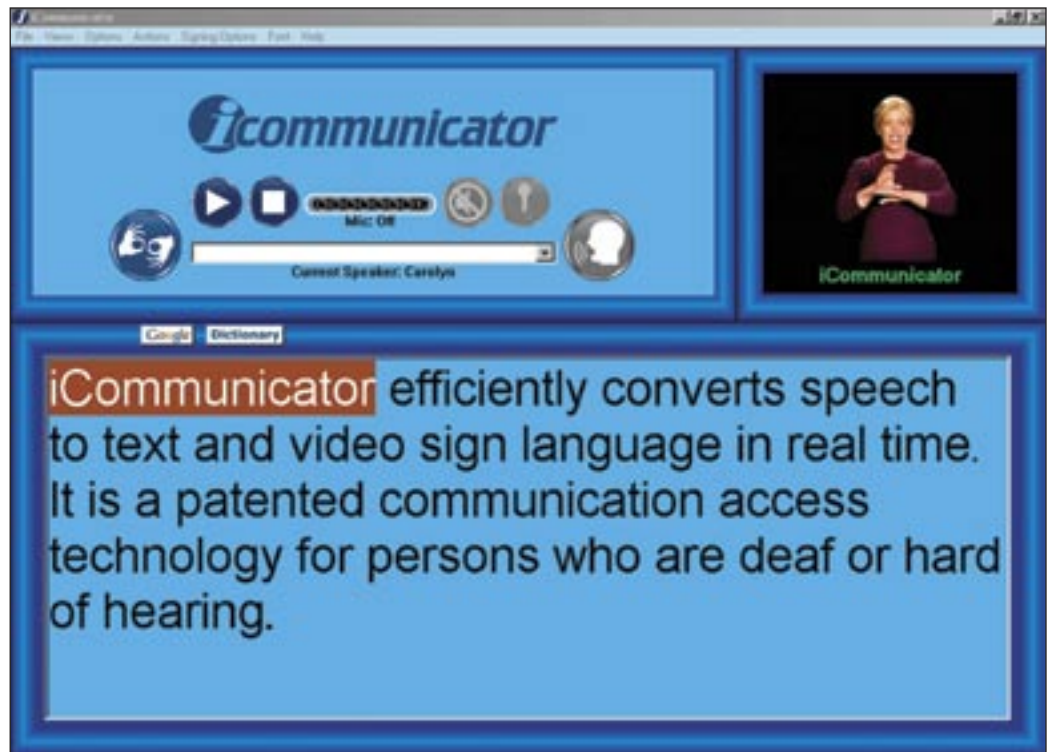 iCommunicator
File Views Options Actions Signing Options Font Help
icommunicator
Mic: Off
Current Speaker: Carolyn
iCommunicator
Google Dictionary
iCommunicator efficiently converts speech
to text and video sign language in real time.
It is a patented communication access
technology for persons who are deaf or hard
of hearing.